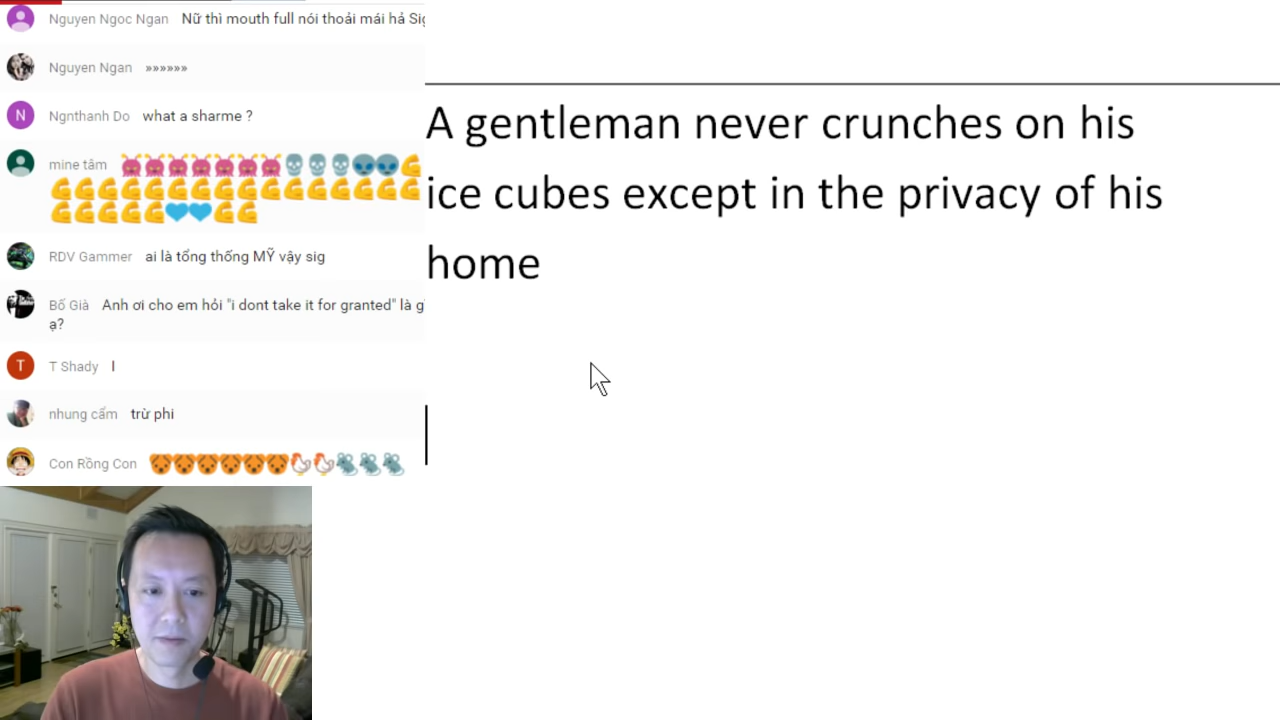 Nguyen Ngoc Ngan Nữ thì mouth full nói thoải mái hả
Nguyen Ngan »»»»»»
N Ngnthanh Do what a sharme ?
mine tâm
RDV Gammer ai là tổng thống MỸ vậy sig
Bố Già Anh ơi cho em hỏi "i dont take it for granted" là
ạ?
T T Shady I
nhung cẩm trừ phi
Con Rồng Con
A gentleman never crunches on his
ice cubes except in the privacy of his
home